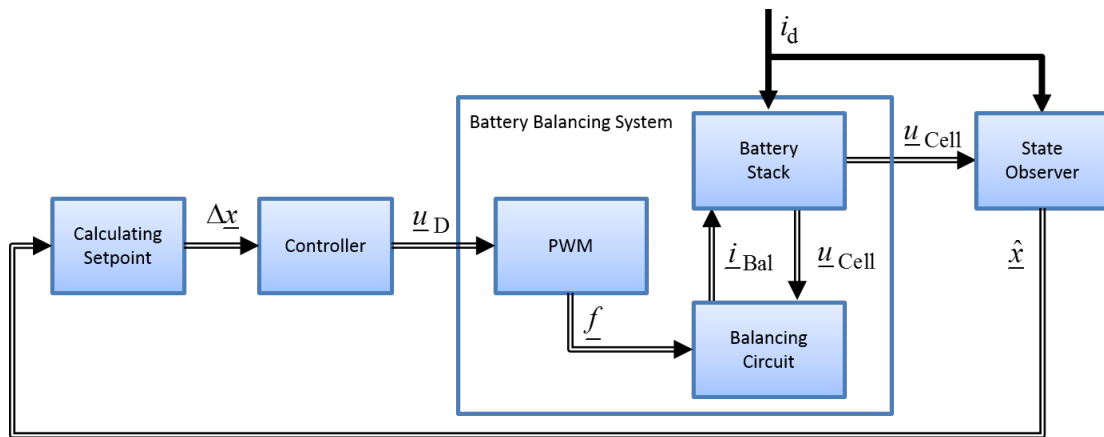 i_d
Battery Balancing System
Battery
Stack
u_Cell
State
Observer
Calculating
Setpoint
Δx
Controller
u_D
PWM
i_Bal
u_Cell
x̂
f
Balancing
Circuit